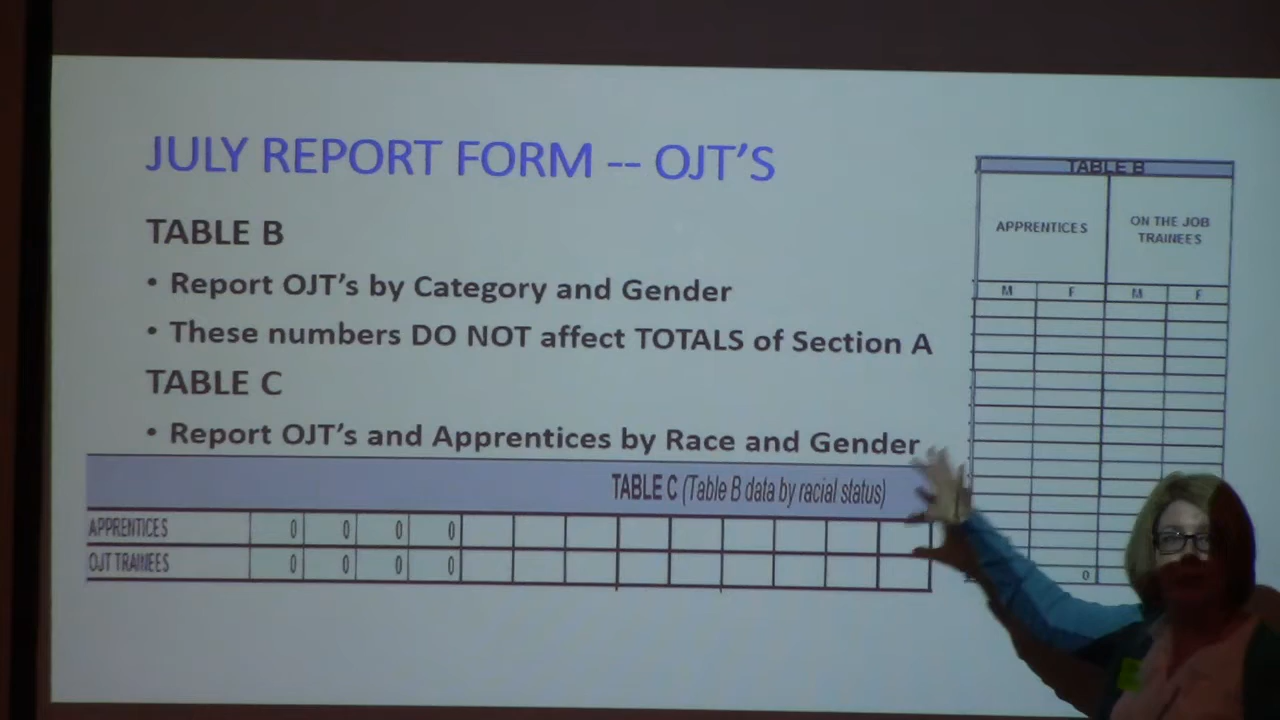 JULY REPORT FORM -- OJT'S
TABLE B
• Report OJT's by Category and Gender
• These numbers DO NOT affect TOTALS of Section A
TABLE C
• Report OJT's and Apprentices by Race and Gender
TABLE C (Table B data by racial status)
APPRENTICES 0 0 0 0
OJT TRAINEES 0 0 0 0
TABLE B
APPRENTICES
ON THE JOB
TRAINEES
M F M F
0